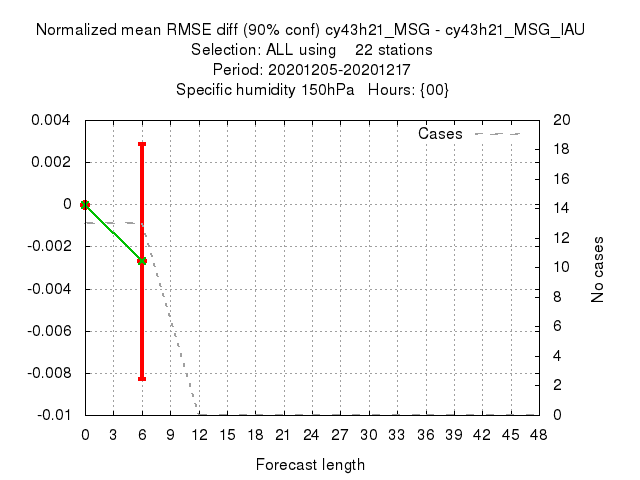 Normalized mean RMSE diff (90% conf) cy43h21_MSG - cy43h21_MSG_IAU
Selection: ALL using 22 stations
Period: 20201205-20201217
Specific humidity 150hPa Hours: {00}
Cases
0.004
0.002
0
-0.002
-0.004
-0.006
-0.008
-0.01
20
18
16
14
12
10
8
6
4
2
0
No cases
0 3 6 9 12 15 18 21 24 27 30 33 36 39 42 45 48
Forecast length